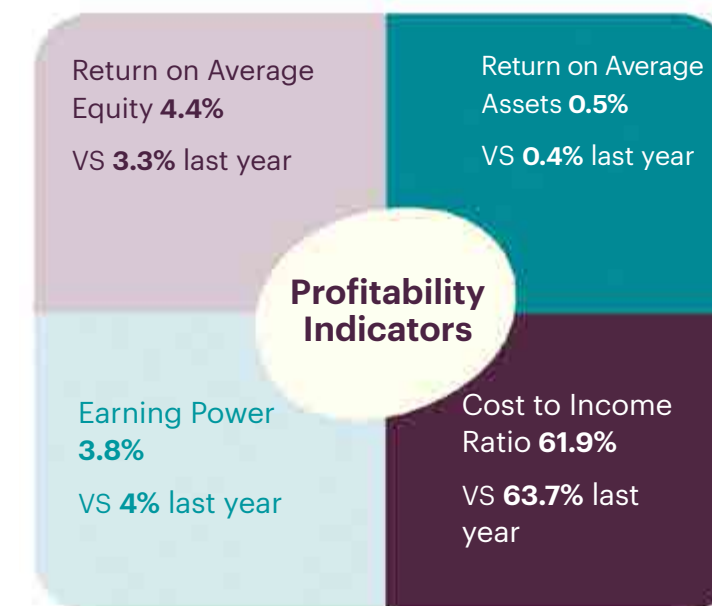 Return on Average
Equity 4.4%
VS 3.3% last year
Return on Average
Assets 0.5%
VS 0.4% last year
Profitability
Indicators
Earning Power
3.8%
VS 4% last year
Cost to Income
Ratio 61.9%
VS 63.7% last
year